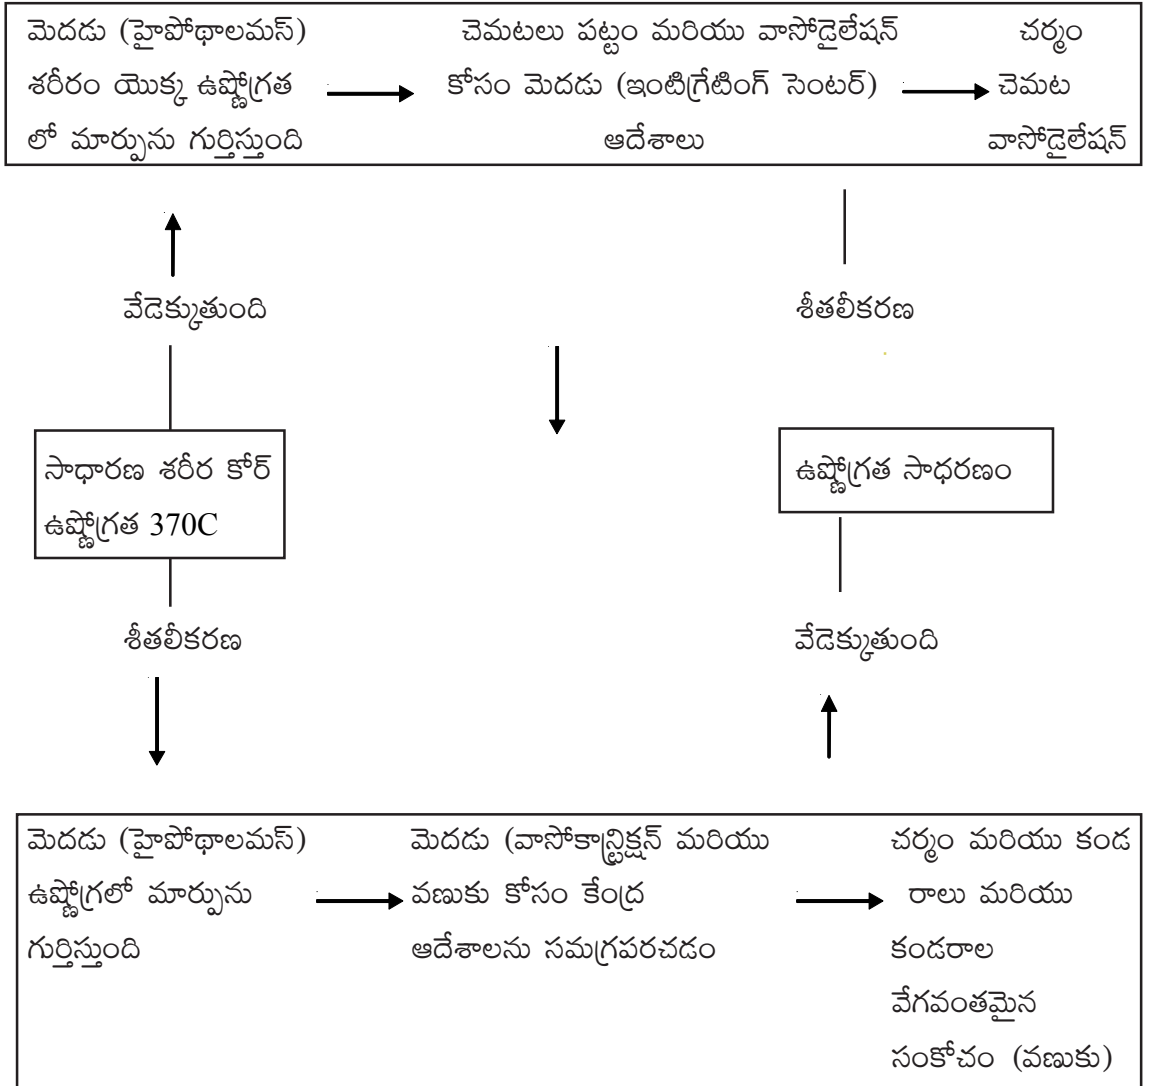 మెదడు (హైపోథాలమస్) చెమటలు పట్టం మరియు వాసోడైలేషన్ చర్మం
శరీరం యొక్క ఉష్ణోగ్రత కోసం మెదడు (ఇంటిగ్రేటింగ్ సెంటర్) చెమట
లో మార్పును గుర్తిస్తుంది ఆదేశాలు వాసోడైలేషన్
వేడెక్కుతుంది శీతలీకరణ
సాధారణ శరీర కోర్ ఉష్ణోగ్రత సాధరణం
ఉష్ణోగ్రత 370C
శీతలీకరణ వేడెక్కుతుంది
మెదడు (హైపోథాలమస్) మెదడు (వాసోకాన్స్ట్రిక్షన్ మరియు చర్మం మరియు కండ
ఉష్ణోగ్రలో మార్పును వణుకు కోసం కేంద్ర రాలు మరియు
గుర్తిస్తుంది ఆదేశాలను సమగ్రపరచడం కండరాల
వేగవంతమైన
సంకోచం (వణుకు)